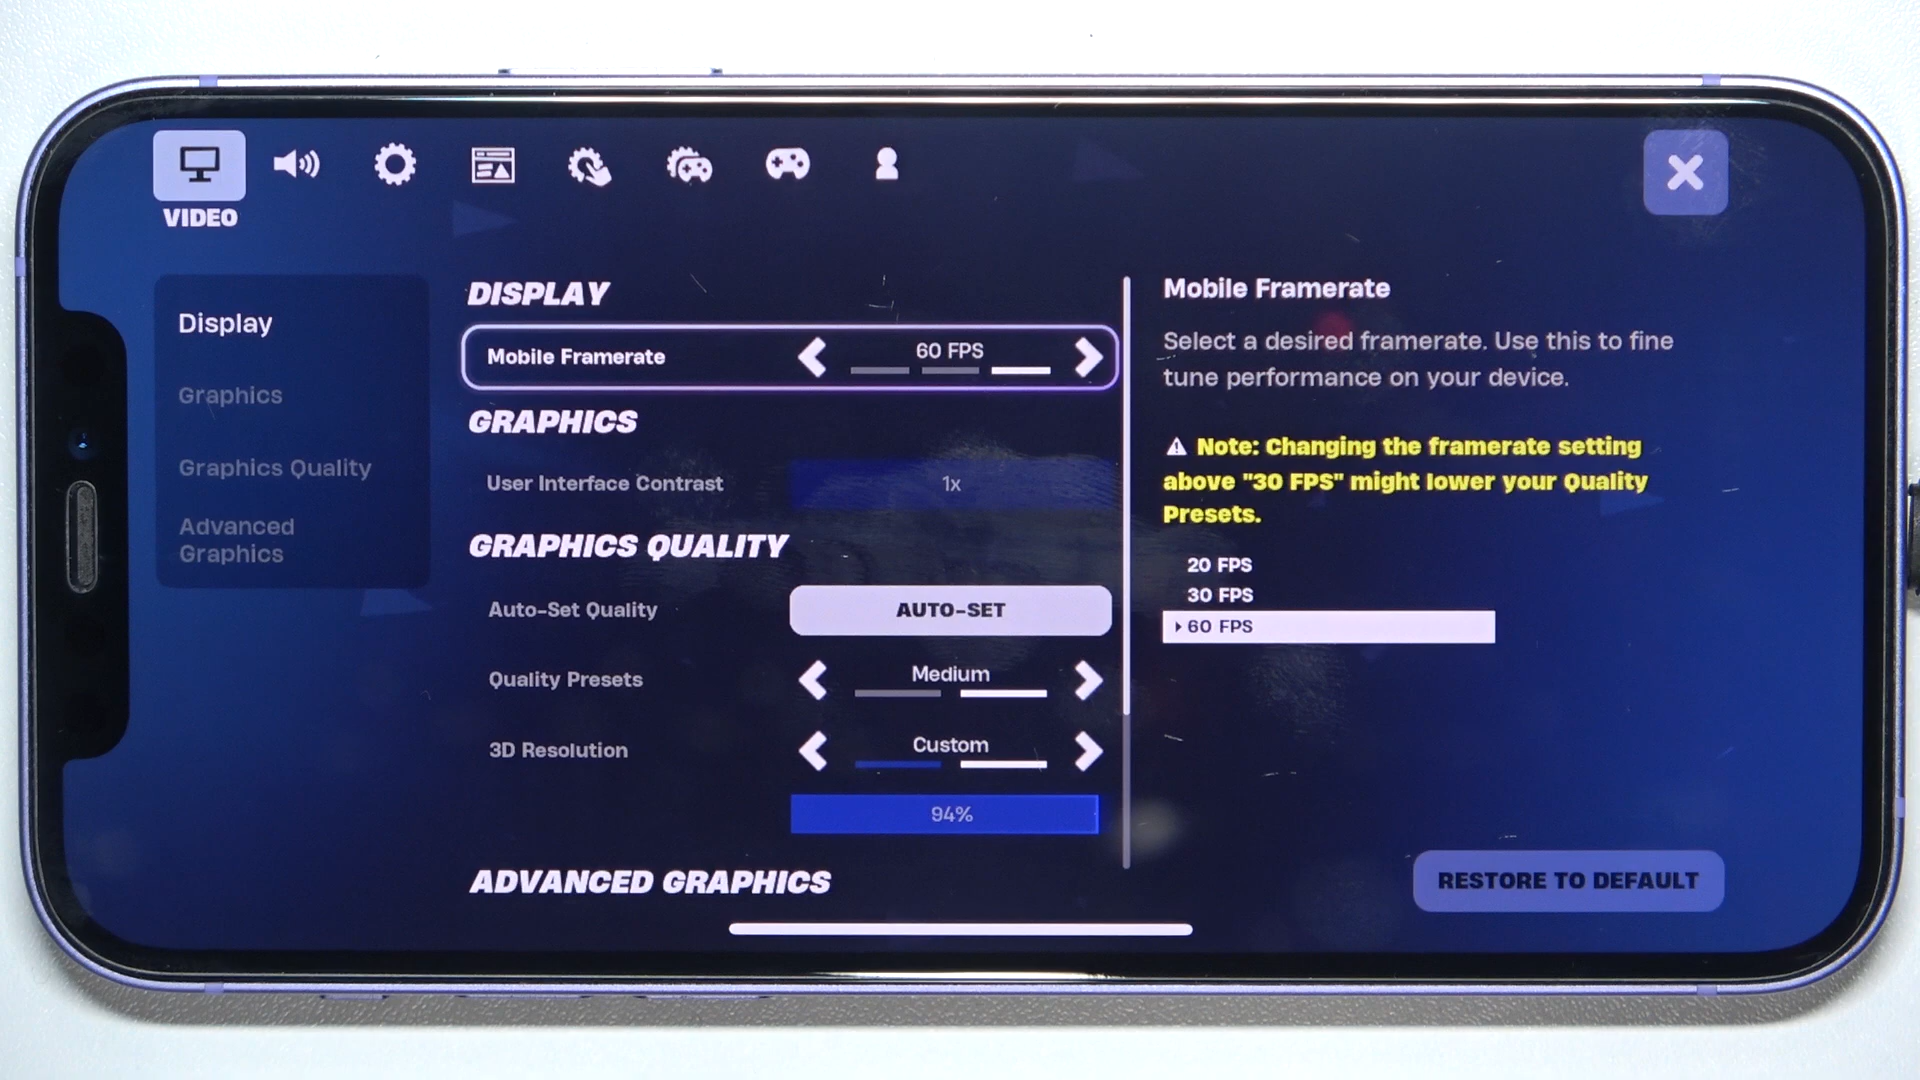 VIDEO
Display
Graphics
Graphics Quality
Advanced
Graphics
DISPLAY
Mobile Framerate
60 FPS
GRAPHICS
User Interface Contrast
1x
GRAPHICS QUALITY
Auto-Set Quality
AUTO-SET
Quality Presets
Medium
3D Resolution
Custom
94%
ADVANCED GRAPHICS
Mobile Framerate
Select a desired framerate. Use this to fine
tune performance on your device.
Note: Changing the framerate setting
above "30 FPS" might lower your Quality
Presets.
20 FPS
30 FPS
60 FPS
RESTORE TO DEFAULT